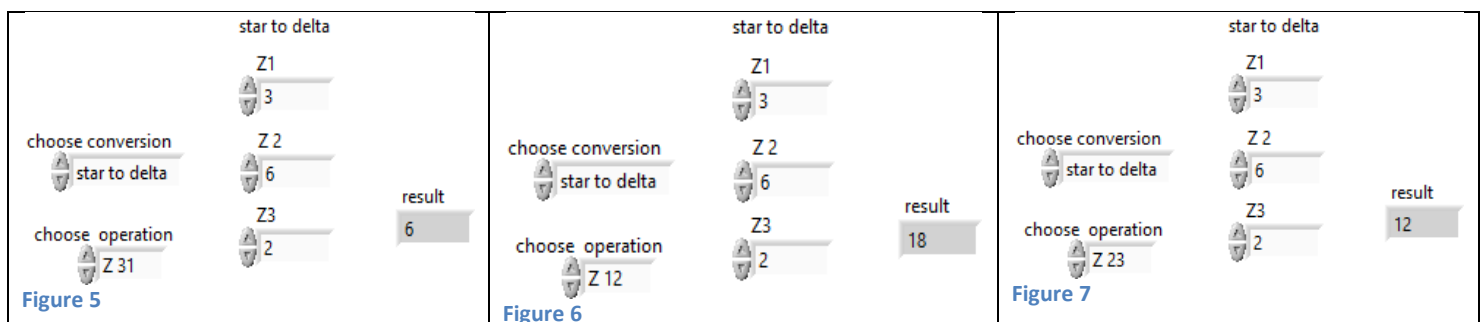 star to delta
Z1
3
choose conversion
star to delta
Z 2
6
result
6
choose operation
Z 31
Z3
2
Figure 5
star to delta
Z1
3
choose conversion
star to delta
Z 2
6
result
18
choose operation
Z 12
Z3
2
Figure 6
star to delta
Z1
3
choose conversion
star to delta
Z 2
6
result
12
choose operation
Z 23
Z3
2
Figure 7